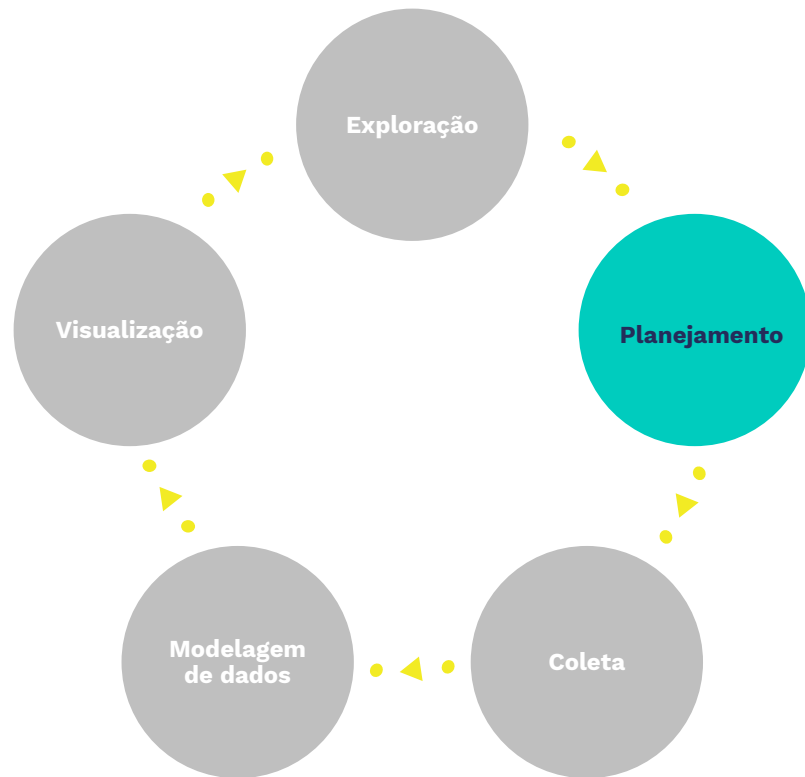 Exploração
Visualização
Planejamento
Modelagem
de dados
Coleta